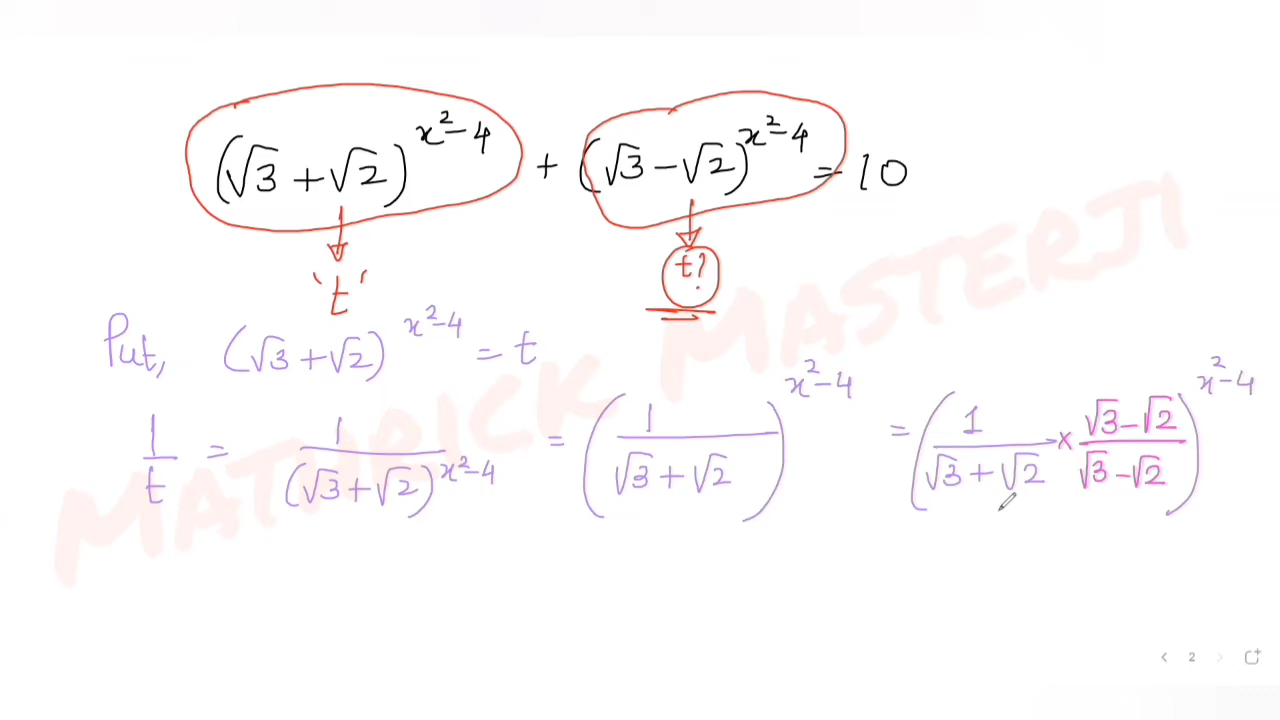 (√3 + √2)^(x²-4) + (√3 - √2)^(x²-4) = 10
't' t?
Put, (√3 + √2)^(x²-4) = t
1/t = 1/(√3 + √2)^(x²-4) = (1/(√3 + √2))^(x²-4) = (1/(√3 + √2) × (√3 - √2)/(√3 - √2))^(x²-4)
MATHRICK MASTERJI
< 2 >